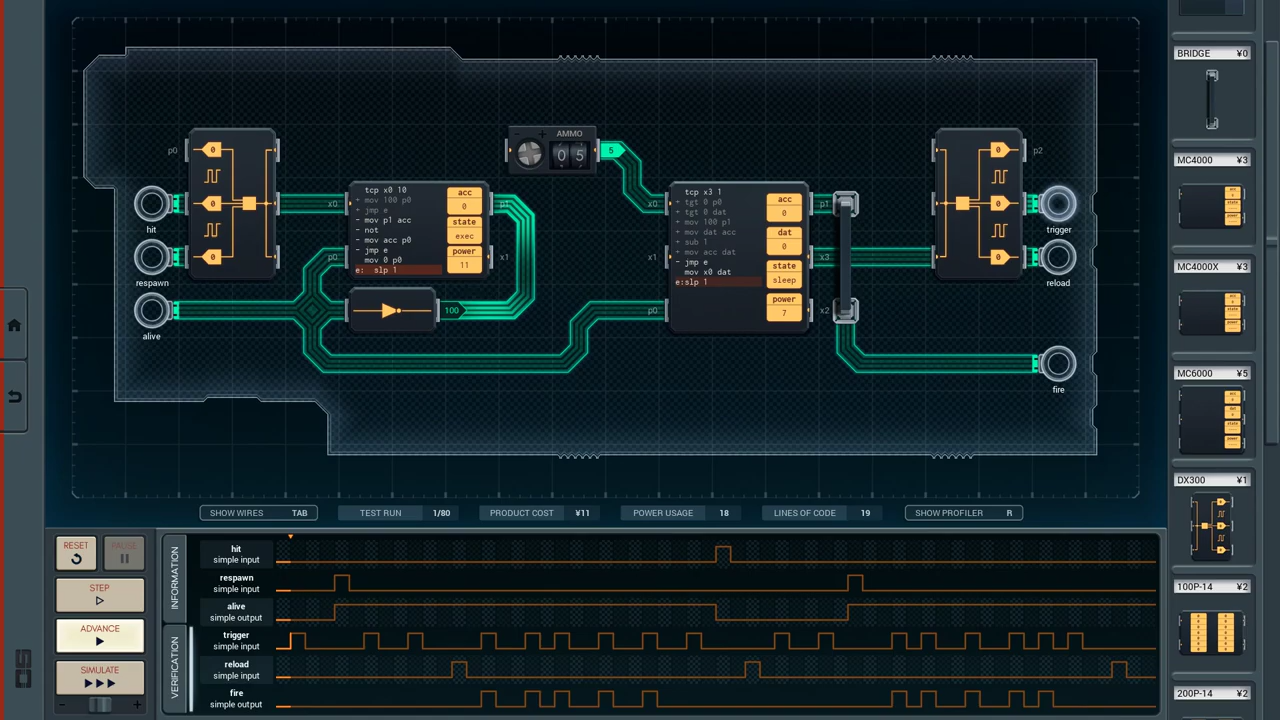 BRIDGE ¥0
MC4000 ¥3
MC4000X ¥3
MC6000 ¥5
DX300 ¥1
100P-14 ¥2
200P-14 ¥2
p0
0
0
0
hit
respawn
alive
x0
p0
tcp x0 10
+ mov 100 p0
+ jmp e
- mov p1 acc
- not
- mov acc p0
jmp e
mov 0 p0
e: slp 1
acc
0
state
exec
power
11
p1
x1
100
AMMO
- +
05
5
x0
x1
p0
tcp x3 1
+ tgt 0 p0
+ tgt 0 dat
- mov 100 p1
- mov dat acc
+ sub 1
+ mov acc dat
- jmp e
mov x0 dat
e:slp 1
acc
0
dat
0
state
sleep
power
7
p1
x3
x2
0
0
0
p2
trigger
reload
fire
SHOW WIRES TAB
TEST RUN 1/80
PRODUCT COST ¥11
POWER USAGE 18
LINES OF CODE 19
SHOW PROFILER R
RESET
PAUSE
STEP
ADVANCE
SIMULATE
- +
INFORMATION
VERIFICATION
hit
simple input
respawn
simple input
alive
simple output
trigger
simple input
reload
simple input
fire
simple output